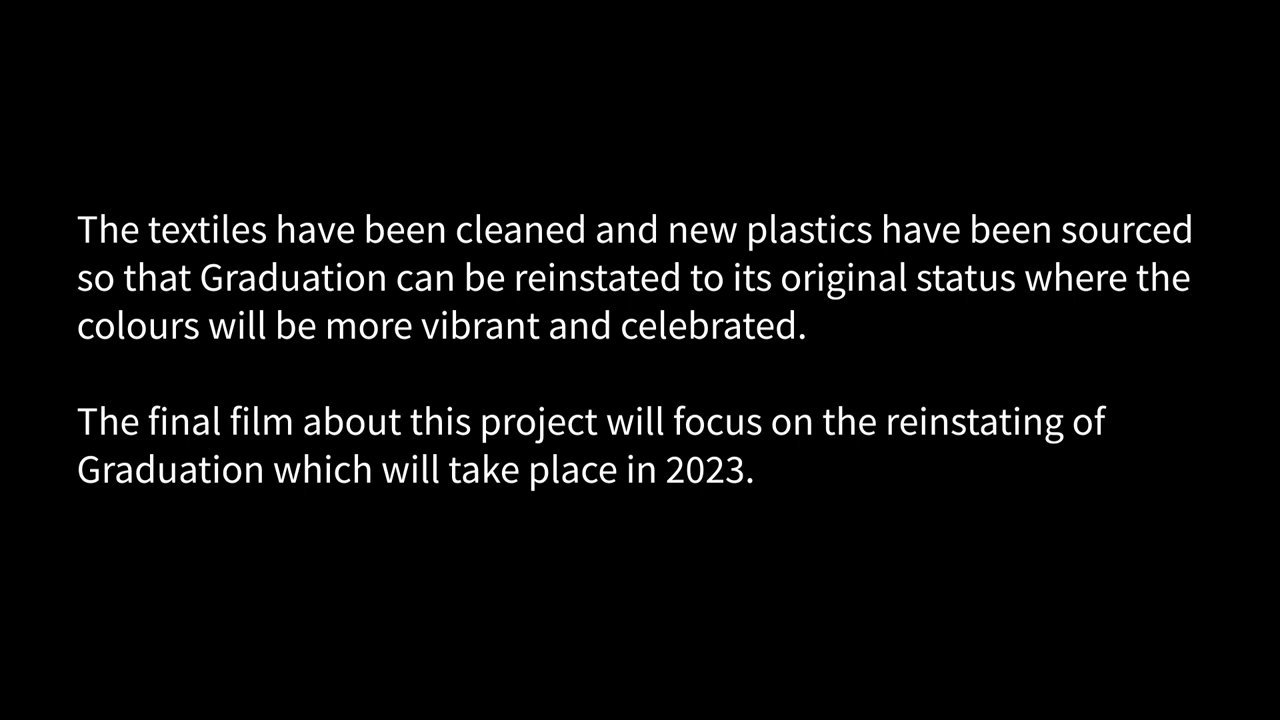 The textiles have been cleaned and new plastics have been sourced
so that Graduation can be reinstated to its original status where the
colours will be more vibrant and celebrated.
The final film about this project will focus on the reinstating of
Graduation which will take place in 2023.